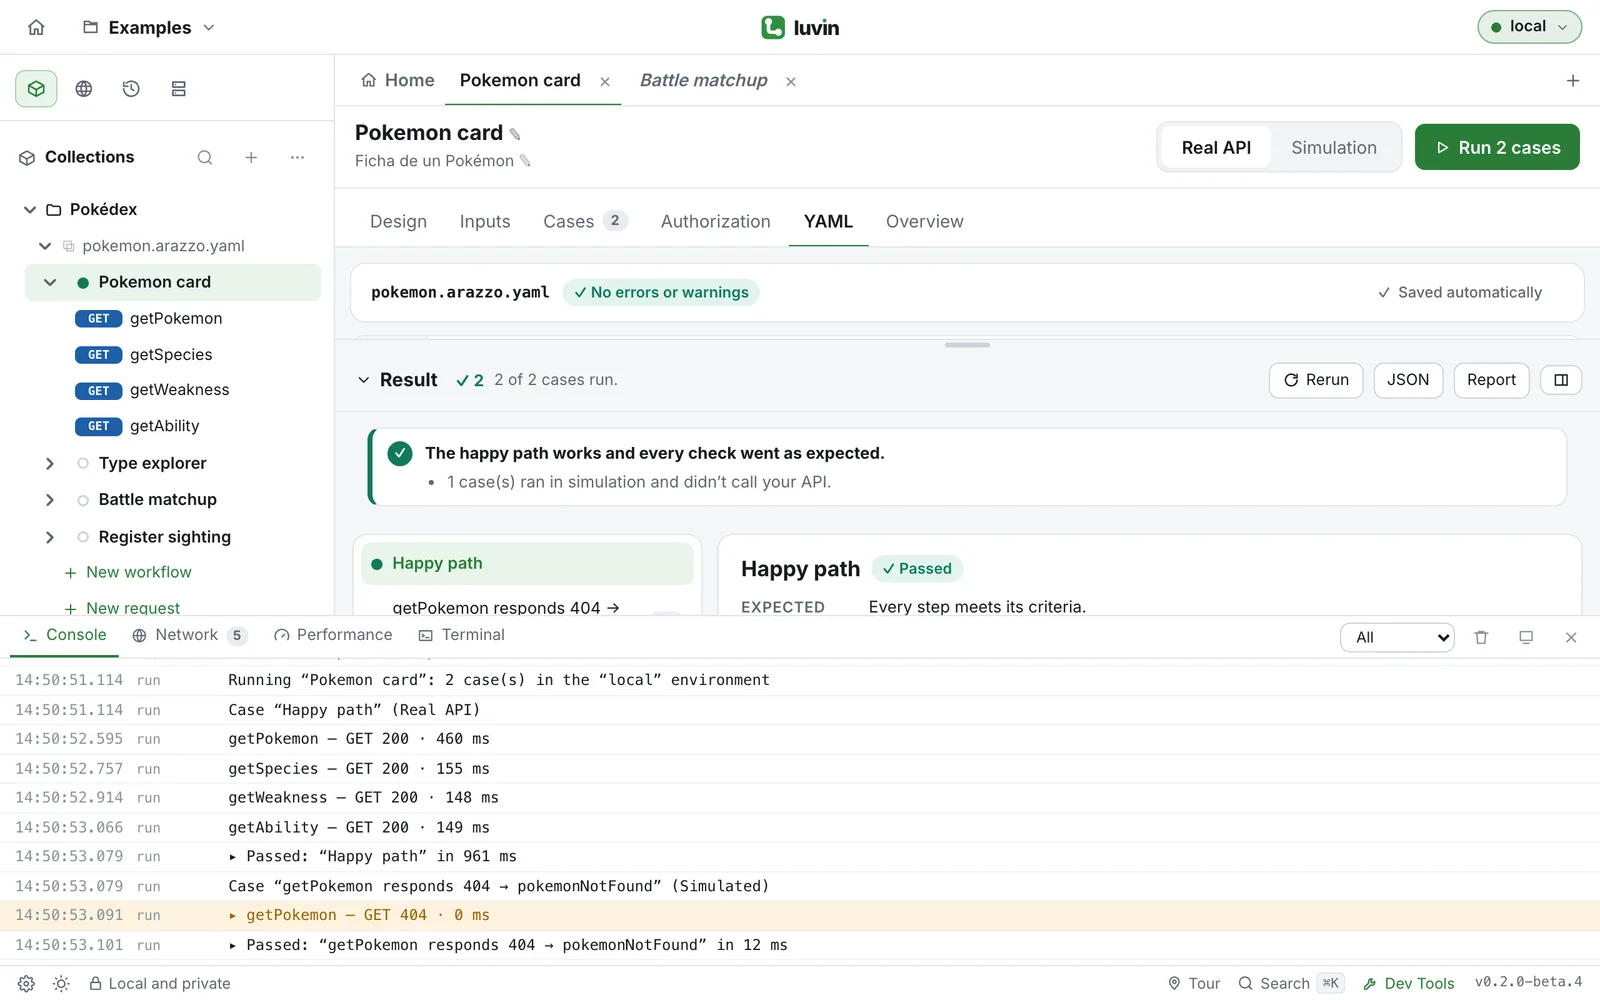 Examples
luvin
local
Home
Pokemon card
Battle matchup
Collections
Pokédex
pokemon.arazzo.yaml
Pokemon card
GET getPokemon
GET getSpecies
GET getWeakness
GET getAbility
Type explorer
Battle matchup
Register sighting
New workflow
New request
Pokemon card
Ficha de un Pokémon
Real API
Simulation
Run 2 cases
Design
Inputs
Cases 2
Authorization
YAML
Overview
pokemon.arazzo.yaml
No errors or warnings
Saved automatically
Result
2
2 of 2 cases run.
Rerun
JSON
Report
The happy path works and every check went as expected.
• 1 case(s) ran in simulation and didn’t call your API.
Happy path
getPokemon responds 404 →
Happy path
Passed
EXPECTED Every step meets its criteria.
Console
Network 5
Performance
Terminal
All
14:50:51.114 run Running “Pokemon card”: 2 case(s) in the “local” environment
14:50:51.114 run Case “Happy path” (Real API)
14:50:52.595 run getPokemon — GET 200 · 460 ms
14:50:52.757 run getSpecies — GET 200 · 155 ms
14:50:52.914 run getWeakness — GET 200 · 148 ms
14:50:53.066 run getAbility — GET 200 · 149 ms
14:50:53.079 run ▸ Passed: “Happy path” in 961 ms
14:50:53.079 run Case “getPokemon responds 404 → pokemonNotFound” (Simulated)
14:50:53.091 run ▸ getPokemon — GET 404 · 0 ms
14:50:53.101 run ▸ Passed: “getPokemon responds 404 → pokemonNotFound” in 12 ms
Local and private
Tour
Search ⌘K
Dev Tools
v0.2.0-beta.4